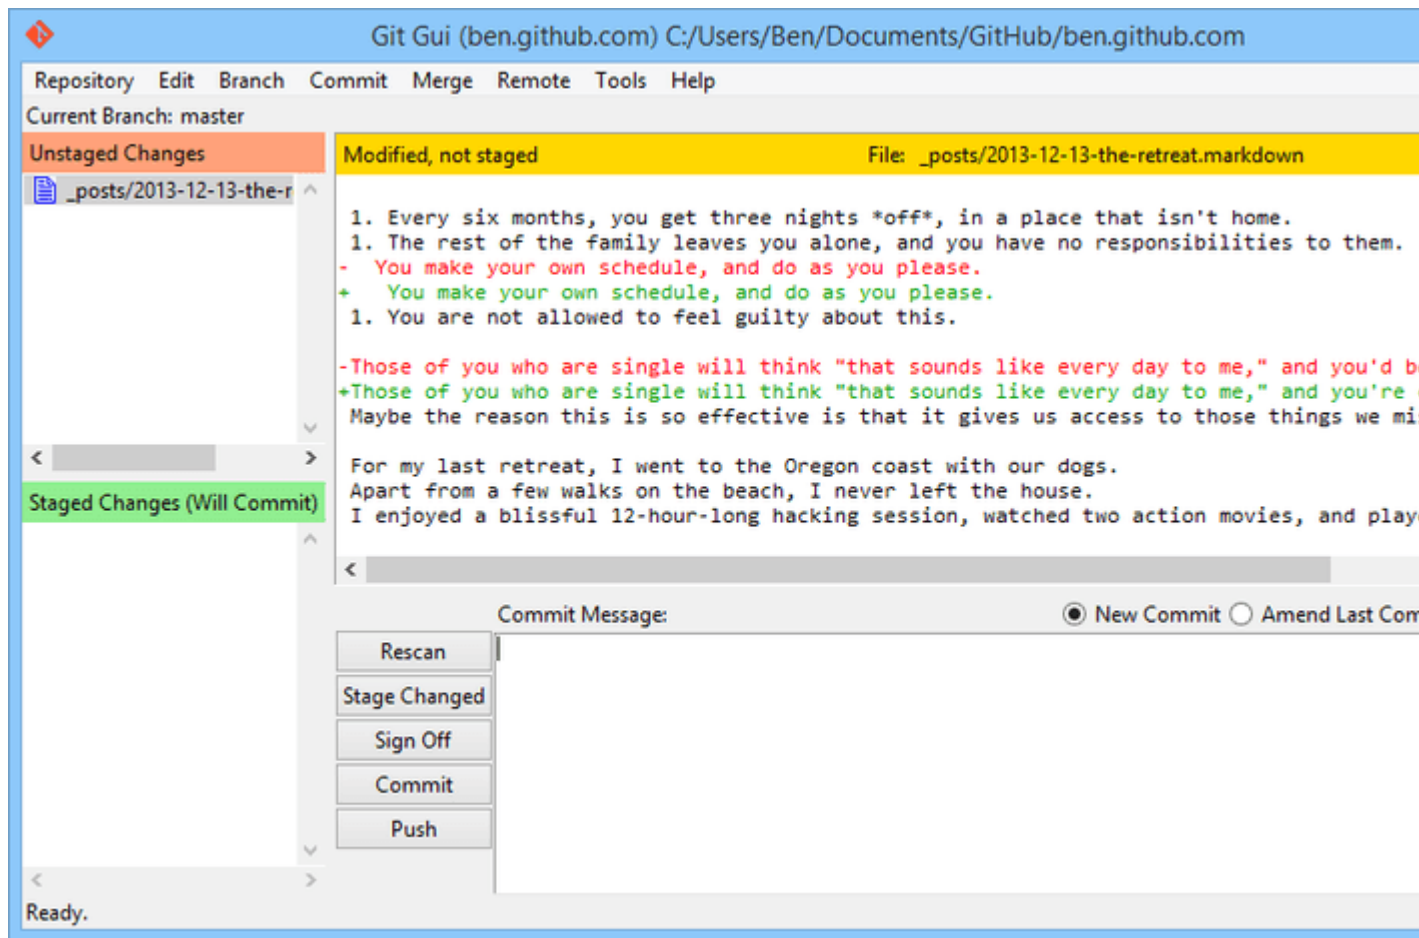 Git Gui (ben.github.com) C:/Users/Ben/Documents/GitHub/ben.github.com
Repository Edit Branch Commit Merge Remote Tools Help
Current Branch: master
Unstaged Changes
_posts/2013-12-13-the-r
Staged Changes (Will Commit)
Modified, not staged File: _posts/2013-12-13-the-retreat.markdown
1. Every six months, you get three nights *off*, in a place that isn't home.
1. The rest of the family leaves you alone, and you have no responsibilities to them.
-  You make your own schedule, and do as you please.
+   You make your own schedule, and do as you please.
1. You are not allowed to feel guilty about this.
-Those of you who are single will think "that sounds like every day to me," and you'd b
+Those of you who are single will think "that sounds like every day to me," and you're
Maybe the reason this is so effective is that it gives us access to those things we mi
For my last retreat, I went to the Oregon coast with our dogs.
Apart from a few walks on the beach, I never left the house.
I enjoyed a blissful 12-hour-long hacking session, watched two action movies, and play
Commit Message: New Commit Amend Last Com
Rescan
Stage Changed
Sign Off
Commit
Push
Ready.